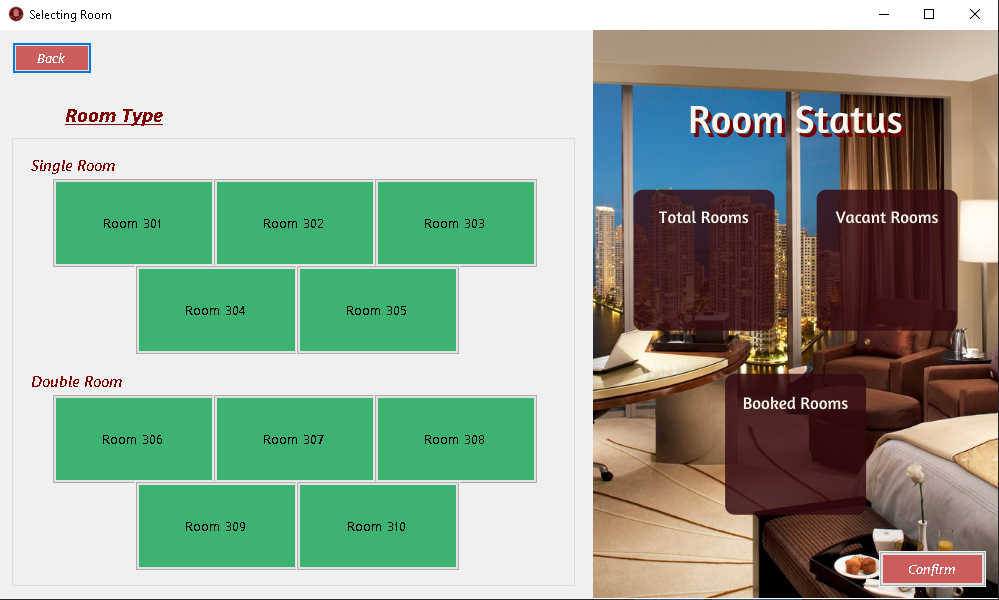 Selecting Room
Back
Room Type
Single Room
Room 301
Room 302
Room 303
Room 304
Room 305
Double Room
Room 306
Room 307
Room 308
Room 309
Room 310
Room Status
Total Rooms
Vacant Rooms
Booked Rooms
Confirm